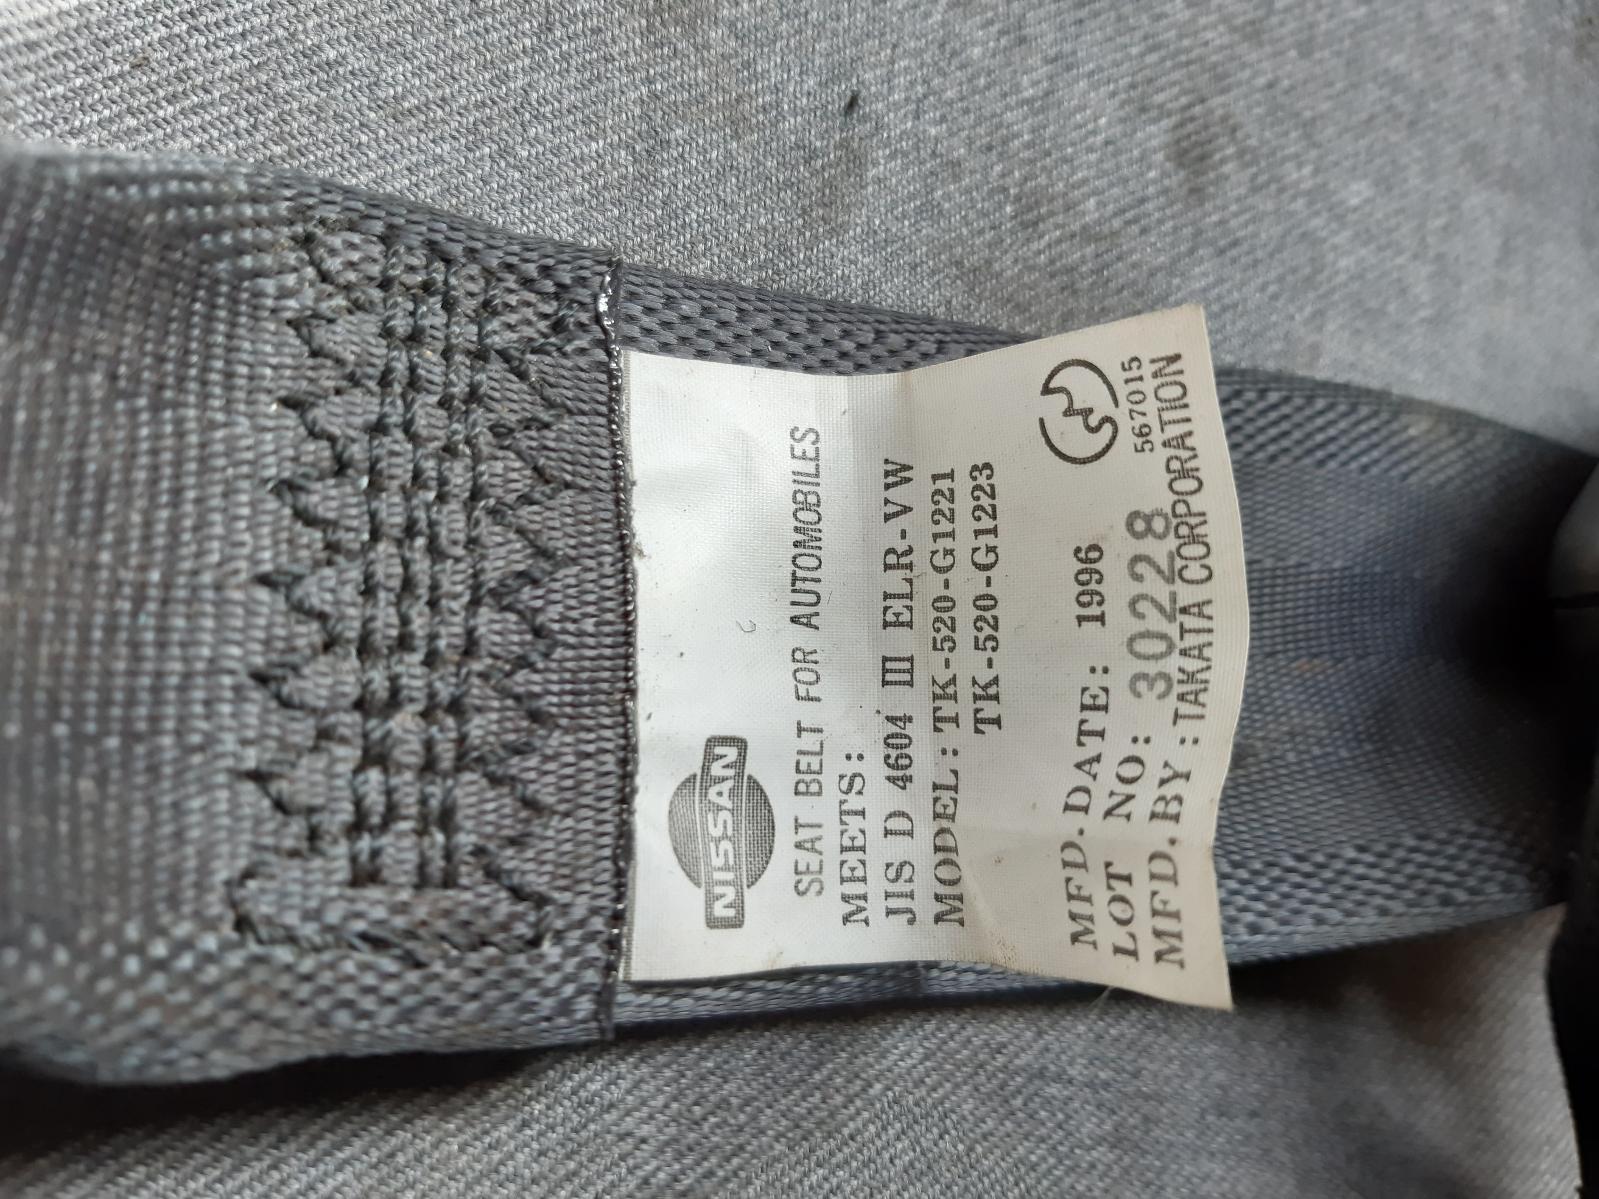 NISSAN
SEAT BELT FOR AUTOMOBILES
MEETS:
JIS D 4604 III ELR-VW
MODEL: TK-520-G1221
TK-520-G1223
MFD. DATE: 1996
LOT NO: 30228
567015
MFD. BY: TAKATA CORPORATION